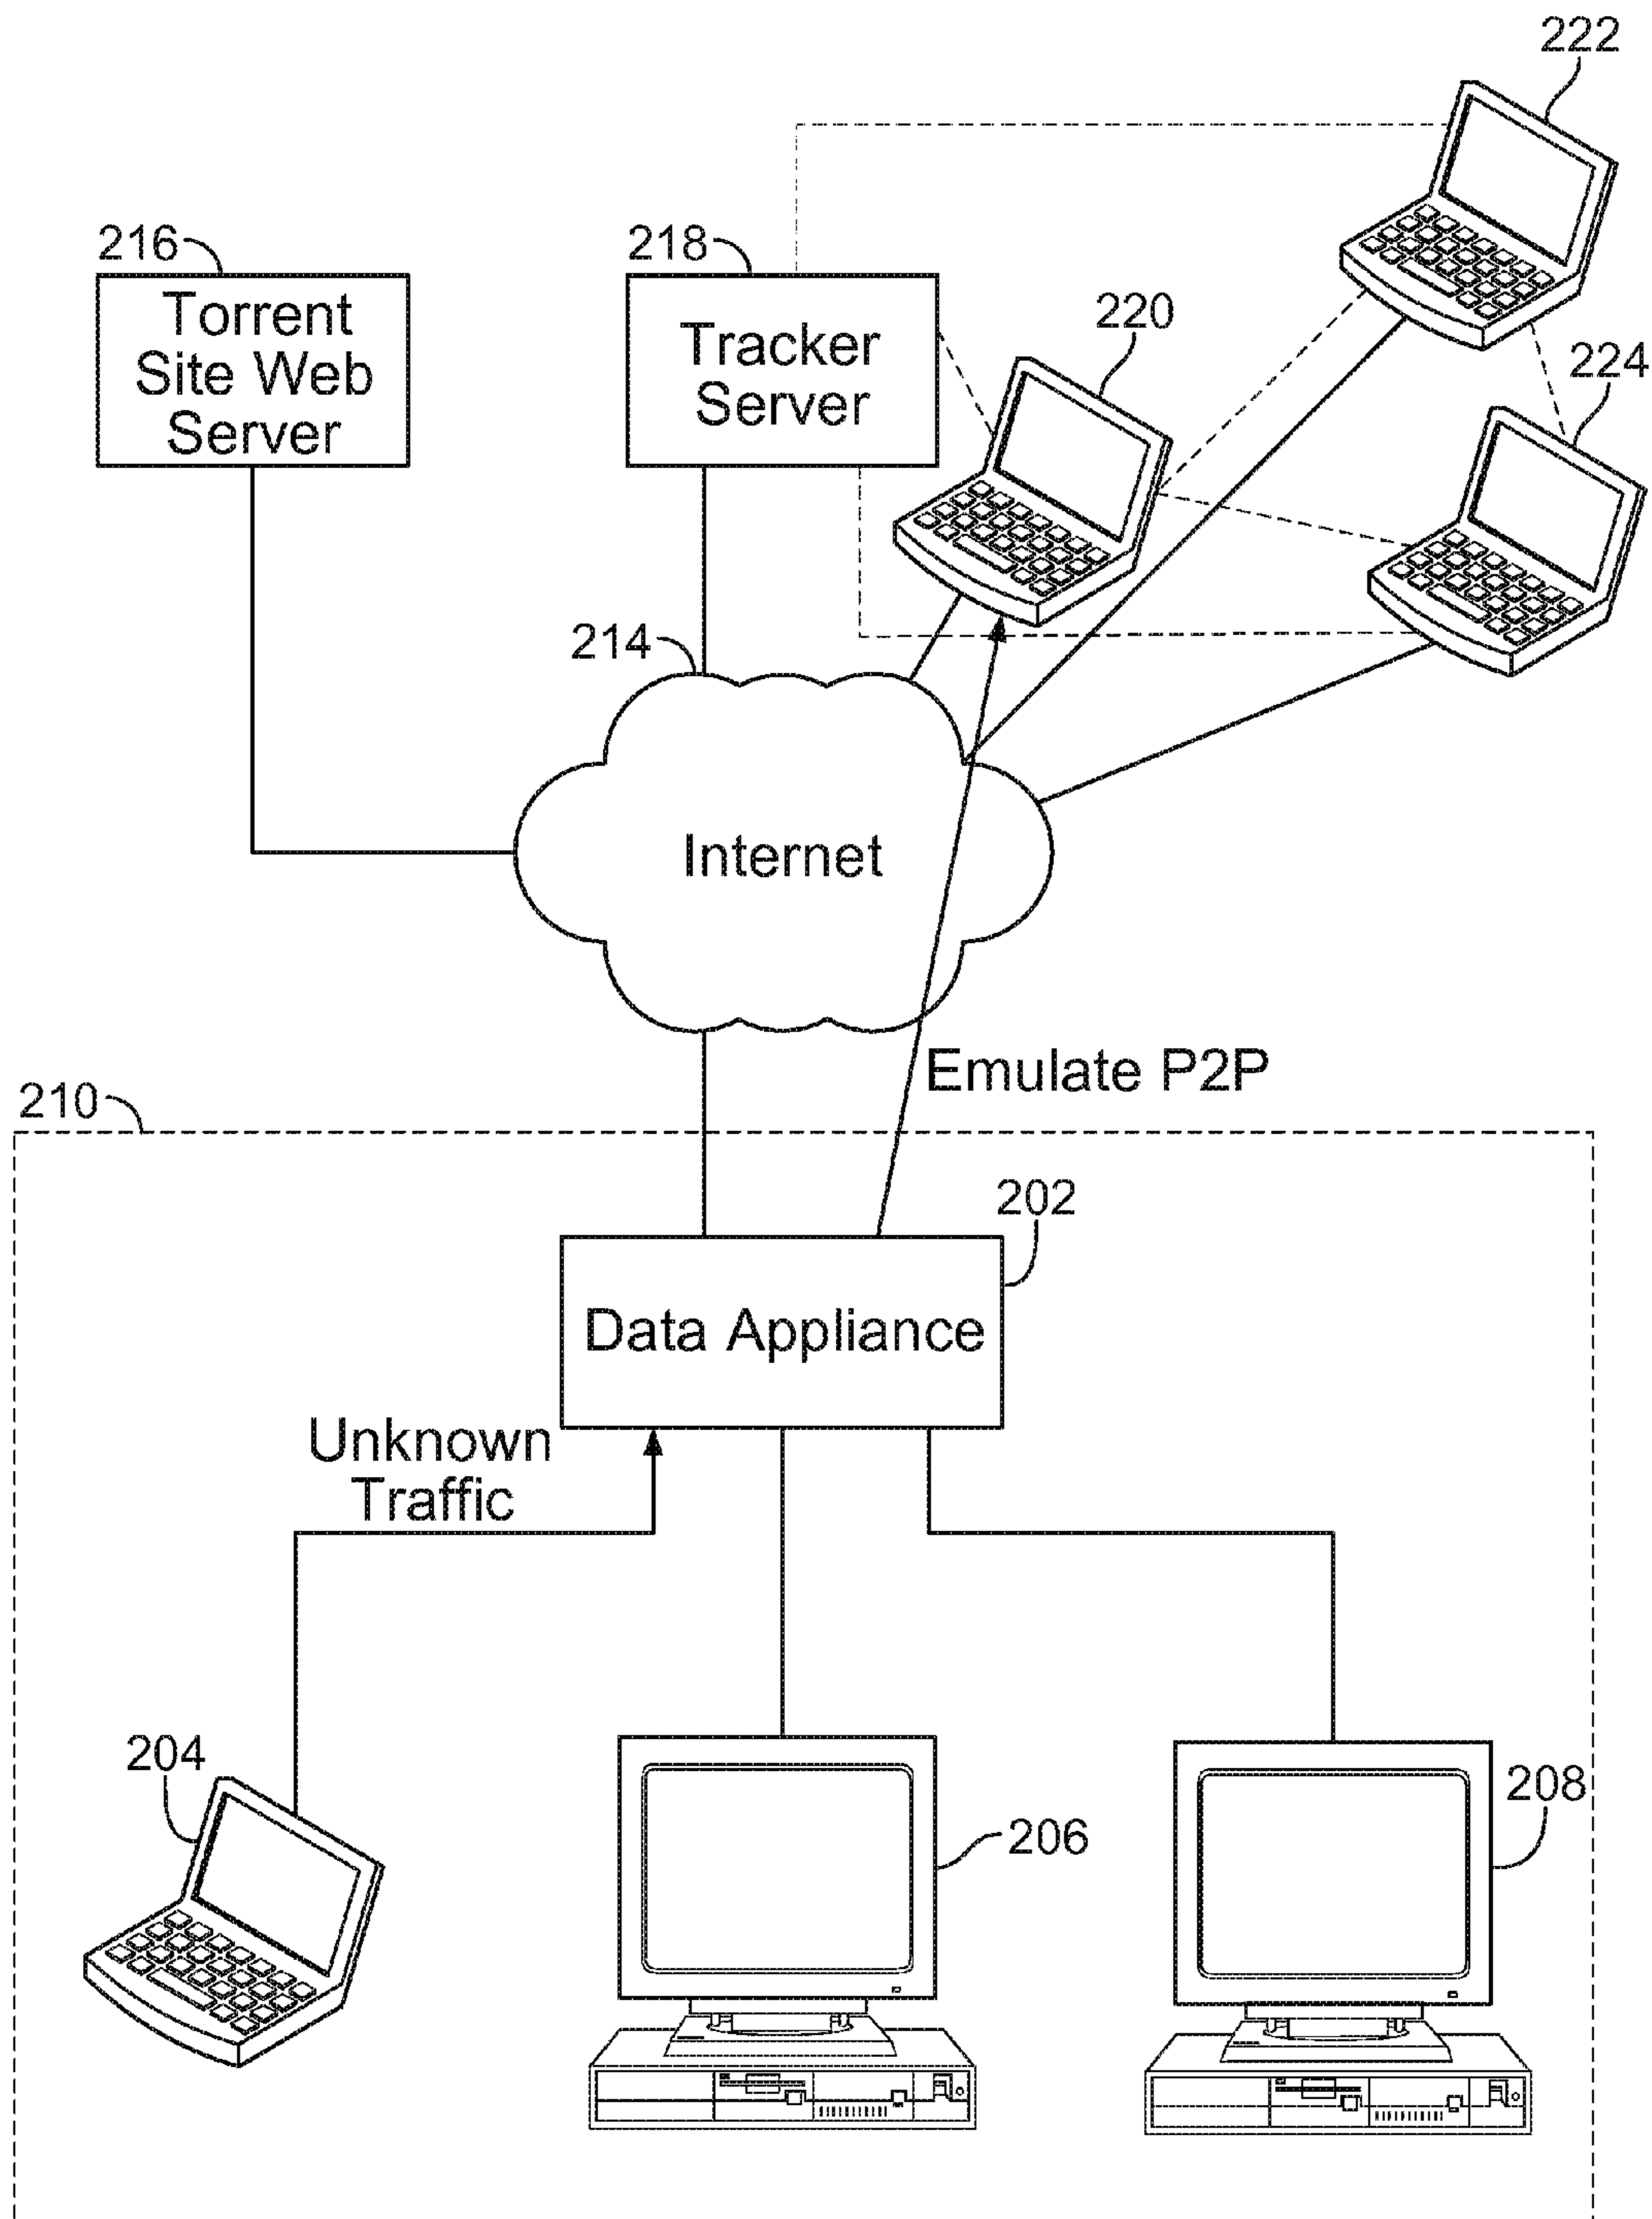 222
216
218
220
Torrent
Site Web
Server
Tracker
Server
224
214
Internet
Emulate P2P
210
202
Data Appliance
Unknown
Traffic
204
206
208